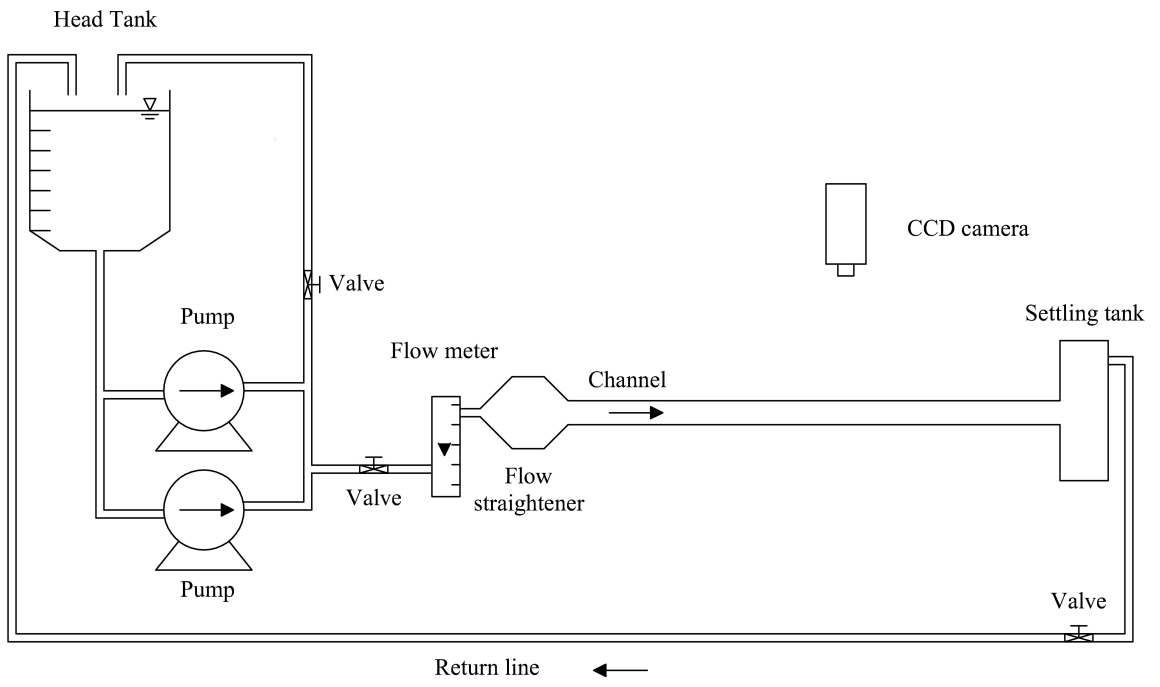 Head Tank
CCD camera
Valve
Pump
Settling tank
Flow meter
Channel
Flow
straightener
Valve
Pump
Valve
Return line